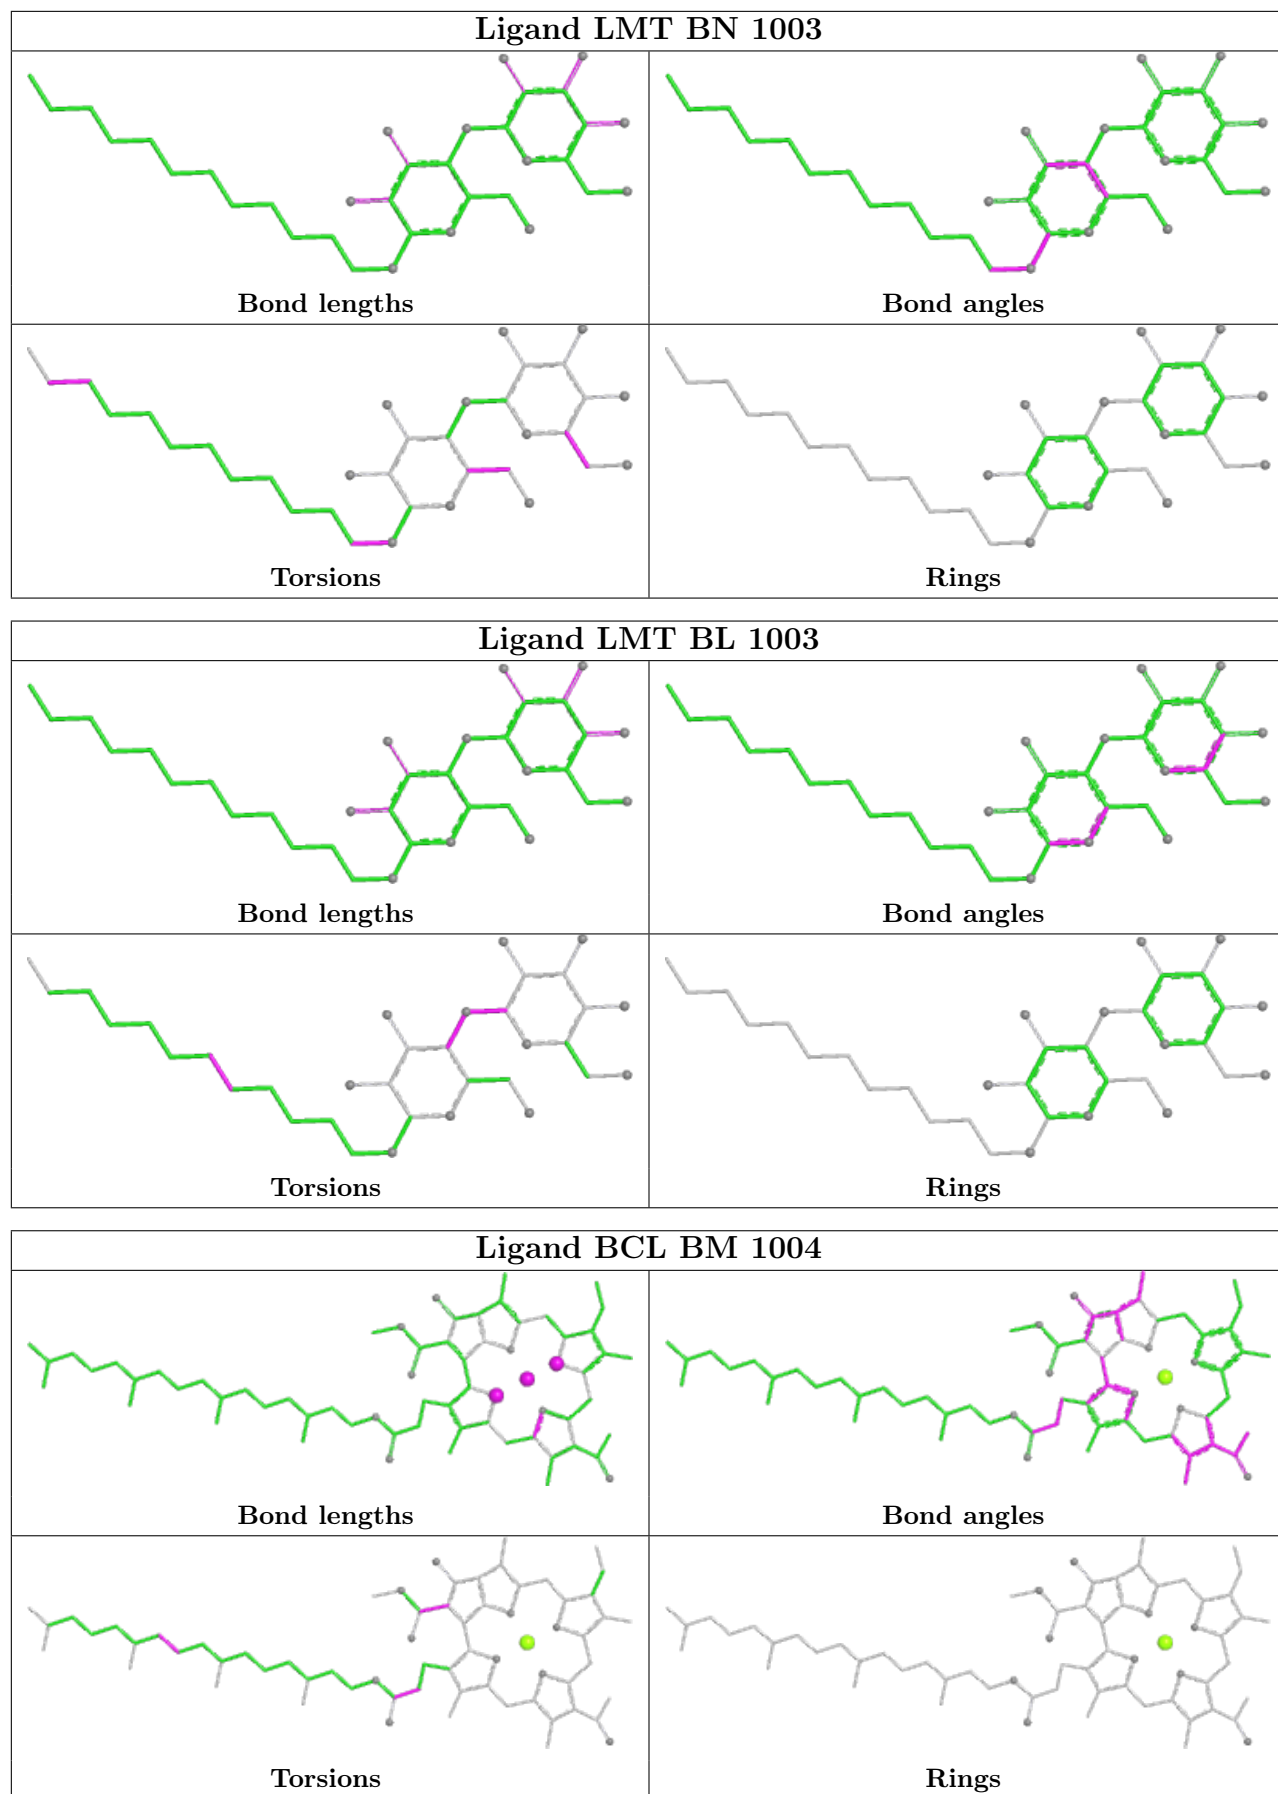 Ligand LMT BN 1003
Bond lengths
Bond angles
Torsions
Rings
Ligand LMT BL 1003
Bond lengths
Bond angles
Torsions
Rings
Ligand BCL BM 1004
Bond lengths
Bond angles
Torsions
Rings